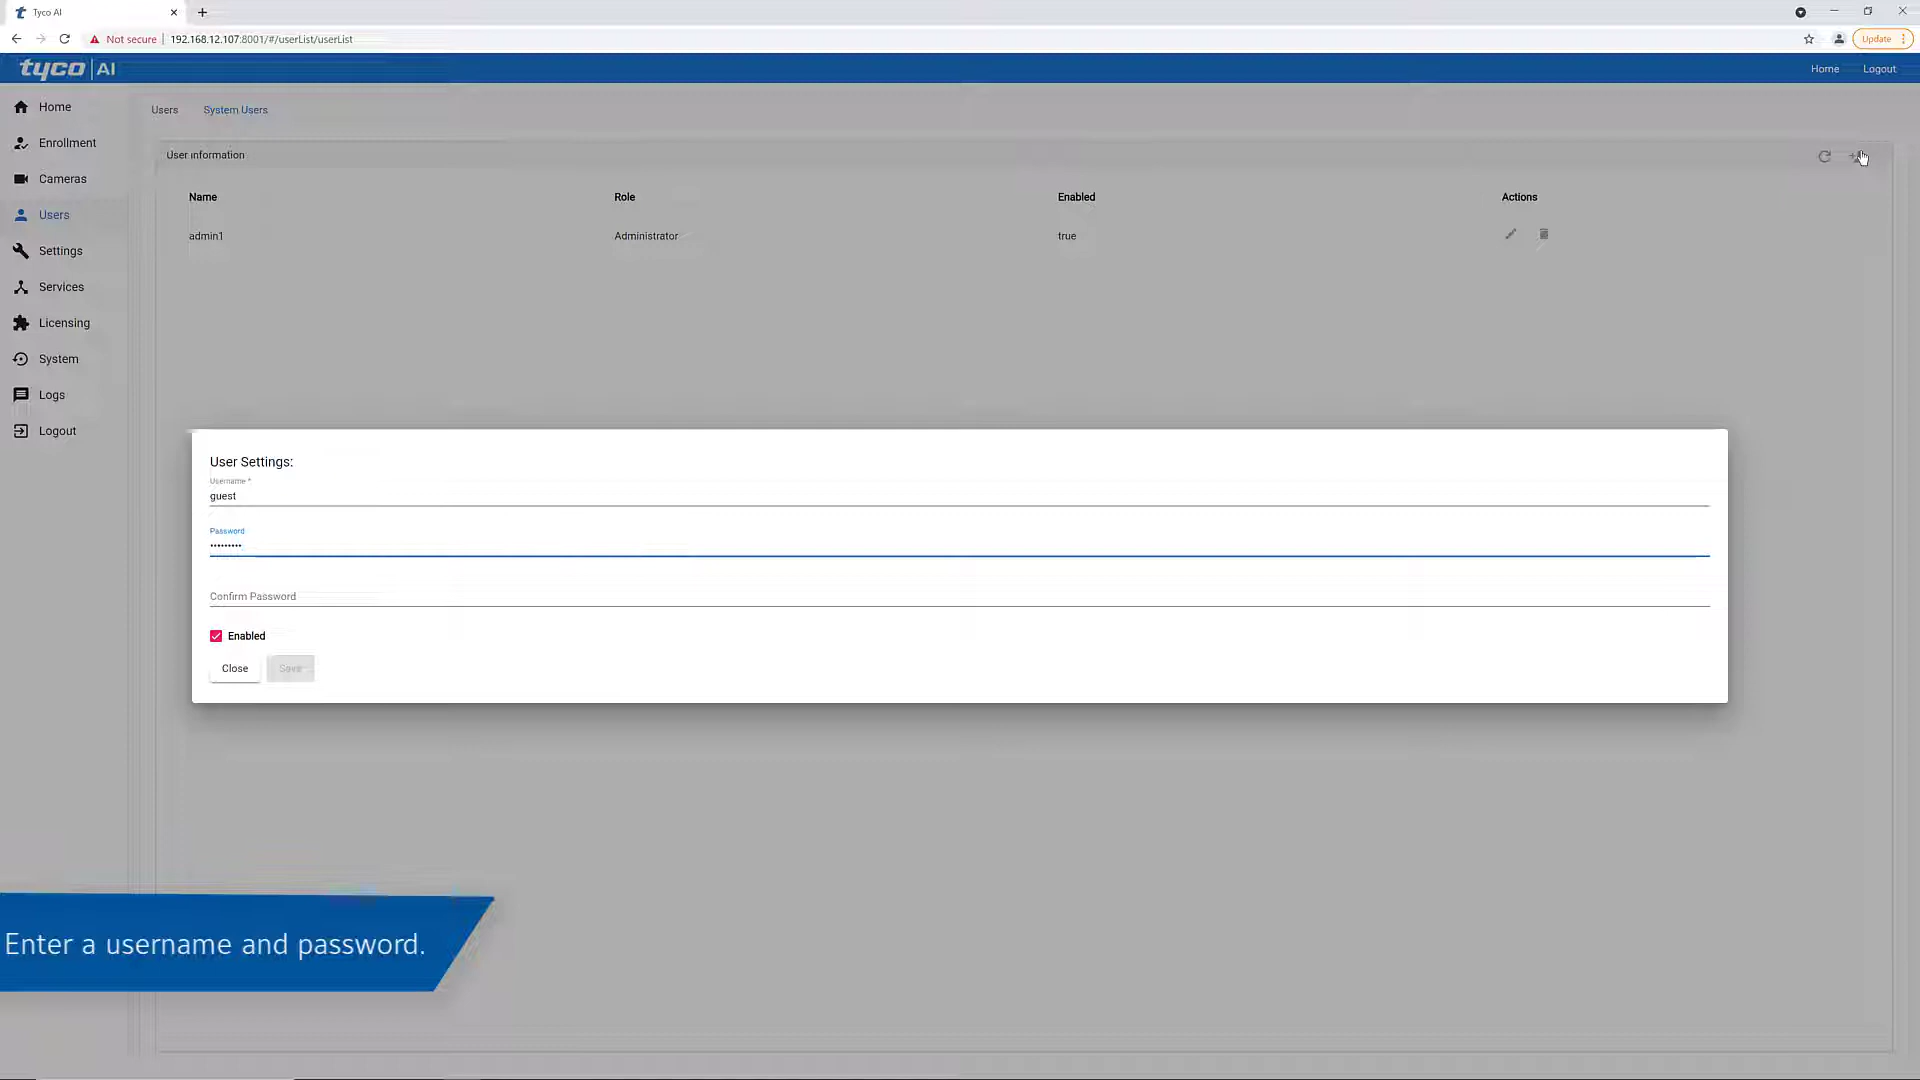 Tyco AI
Not secure
192.168.12.107:8001/#/userList/userList
Update
tyco AI
Home
Logout
Home
Enrollment
Cameras
Users
Settings
Services
Licensing
System
Logs
Logout
Users
System Users
User information
Name
Role
Enabled
Actions
admin1
Administrator
true
User Settings:
Username *
guest
Password
•••••••••
Confirm Password
Enabled
Close
Save
Enter a username and password.